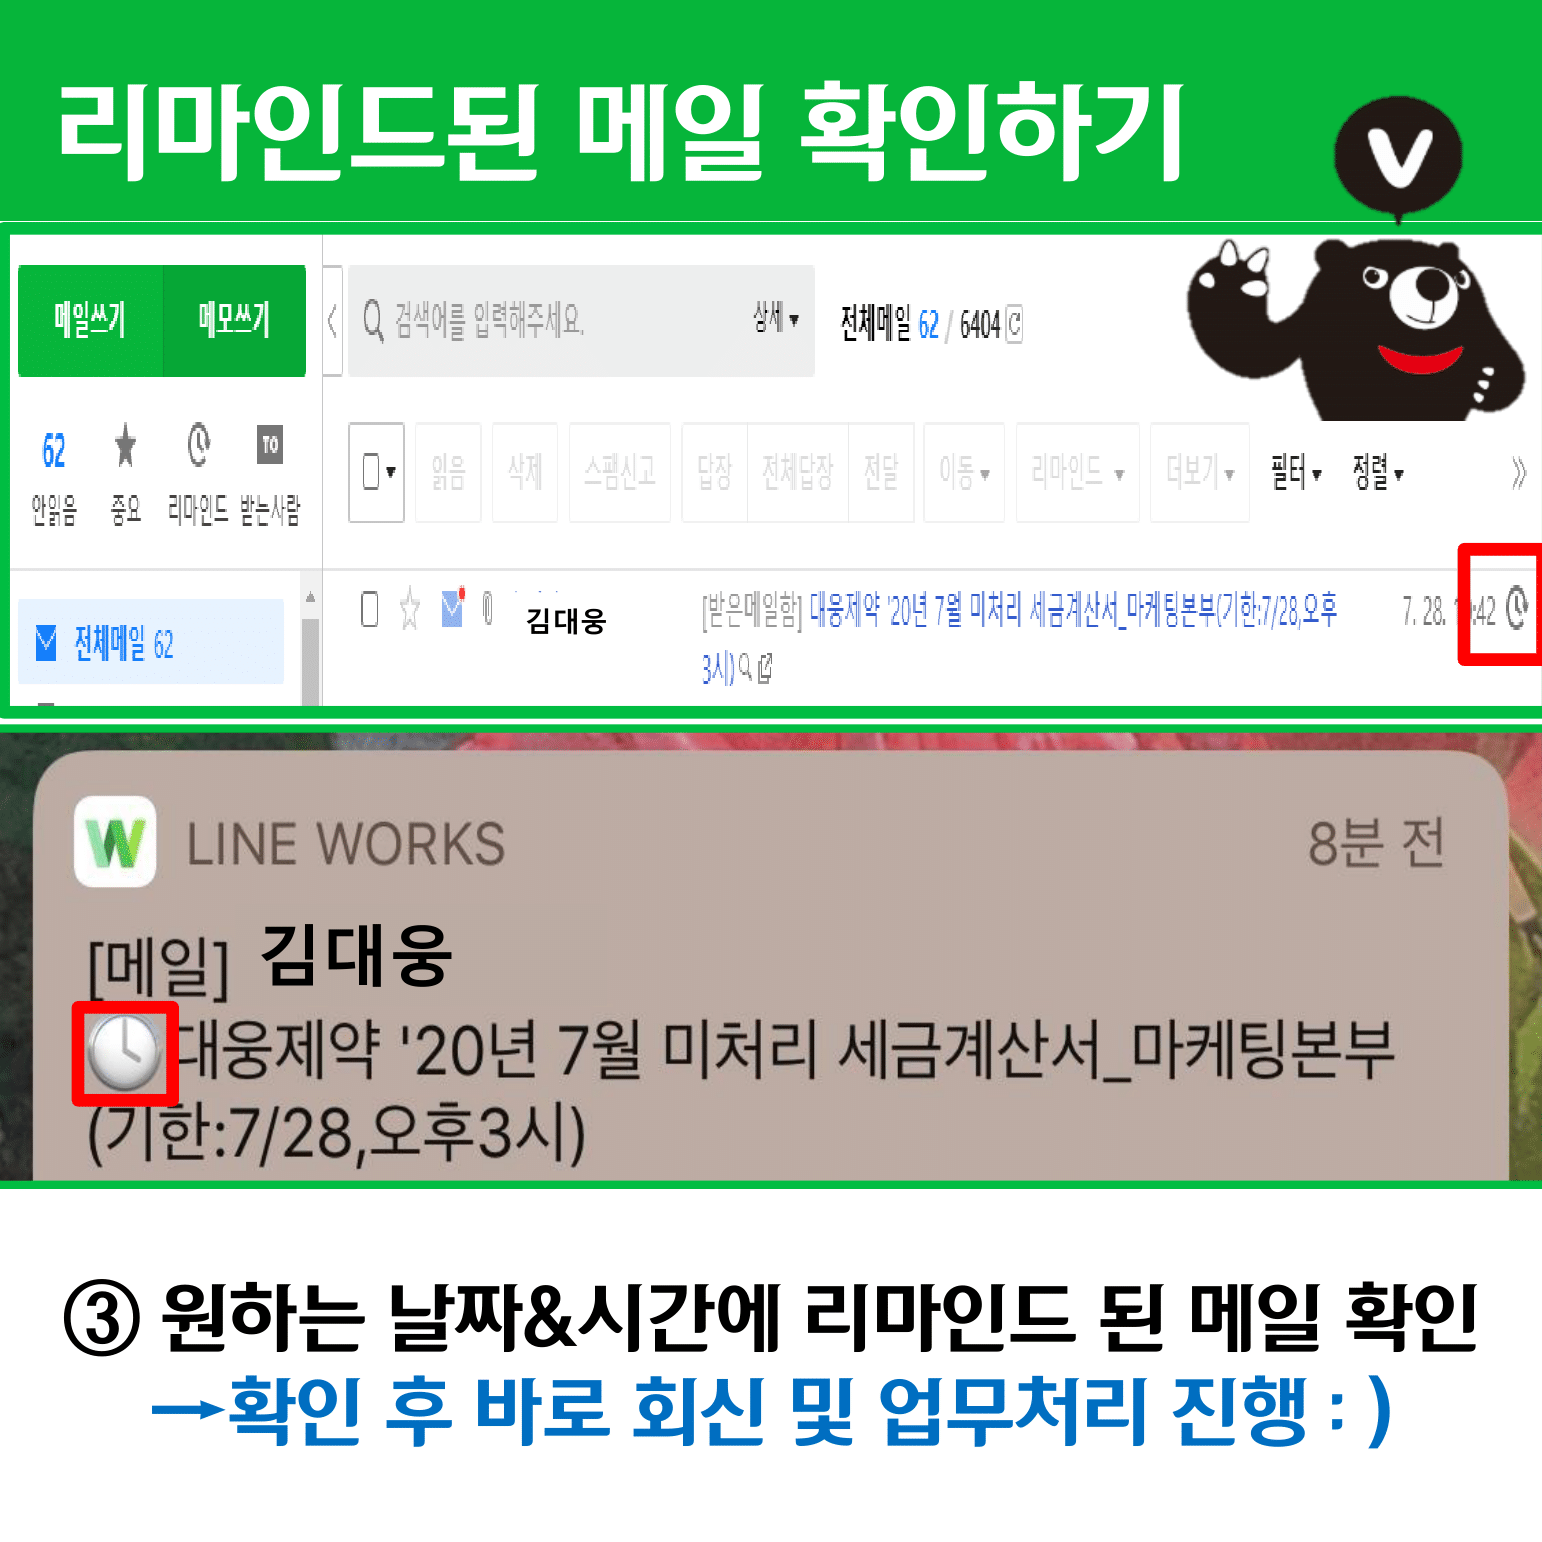 리마인드된 메일 확인하기
V
메일쓰기 메모쓰기
검색어를 입력해주세요. 상세
전체메일 62 / 6404
62 TO
안읽음 중요 리마인드 받는사람
읽음 삭제 스팸신고 답장 전체답장 전달 이동 리마인드 더보기 필터 정렬
전체메일 62
김대웅 [받은메일함] 대웅제약 '20년 7월 미처리 세금계산서_마케팅본부(기한:7/28,오후 7. 28. :42
3시)
W LINE WORKS 8분 전
[메일] 김대웅
대웅제약 '20년 7월 미처리 세금계산서_마케팅본부
(기한:7/28,오후3시)
③ 원하는 날짜&시간에 리마인드 된 메일 확인
→확인 후 바로 회신 및 업무처리 진행 : )